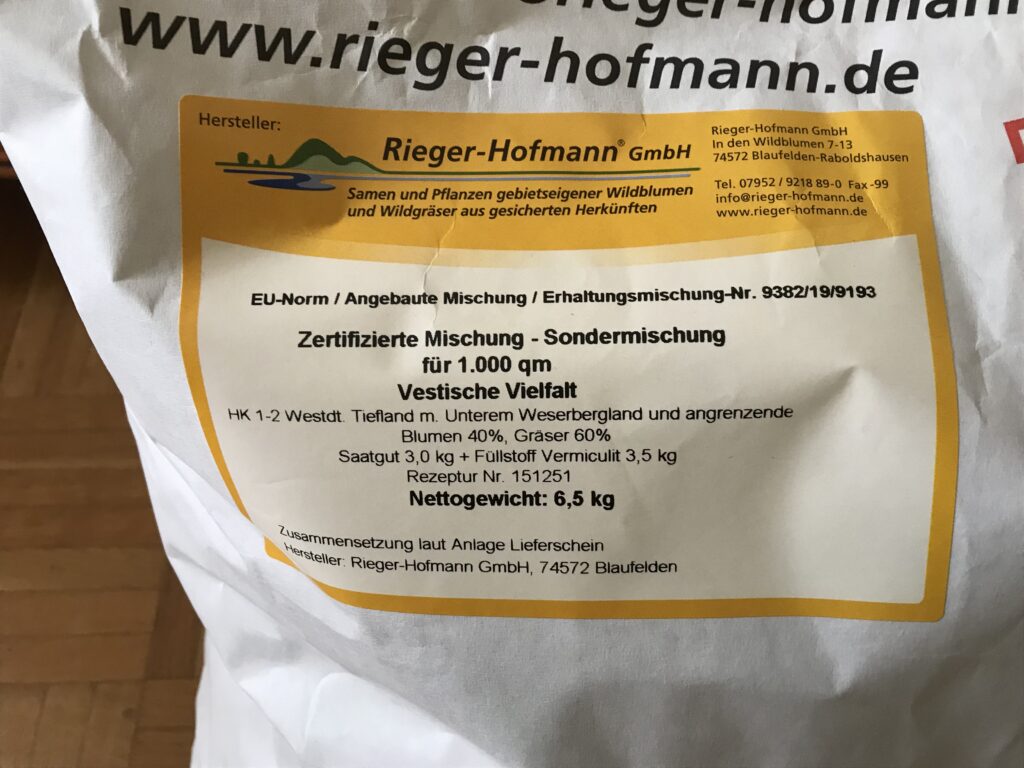 rieger-hofmann
www.rieger-hofmann.de
Hersteller:
Rieger-Hofmann® GmbH
Samen und Pflanzen gebietseigener Wildblumen
und Wildgräser aus gesicherten Herkünften
Rieger-Hofmann GmbH
In den Wildblumen 7-13
74572 Blaufelden-Raboldshausen
Tel. 07952 / 9218 89-0 Fax -99
info@rieger-hofmann.de
www.rieger-hofmann.de
EU-Norm / Angebaute Mischung / Erhaltungsmischung-Nr. 9382/19/9193
Zertifizierte Mischung - Sondermischung
für 1.000 qm
Vestische Vielfalt
HK 1-2 Westdt. Tiefland m. Unterem Weserbergland und angrenzende
Blumen 40%, Gräser 60%
Saatgut 3,0 kg + Füllstoff Vermiculit 3,5 kg
Rezeptur Nr. 151251
Nettogewicht: 6,5 kg
Zusammensetzung laut Anlage Lieferschein
Hersteller: Rieger-Hofmann GmbH, 74572 Blaufelden